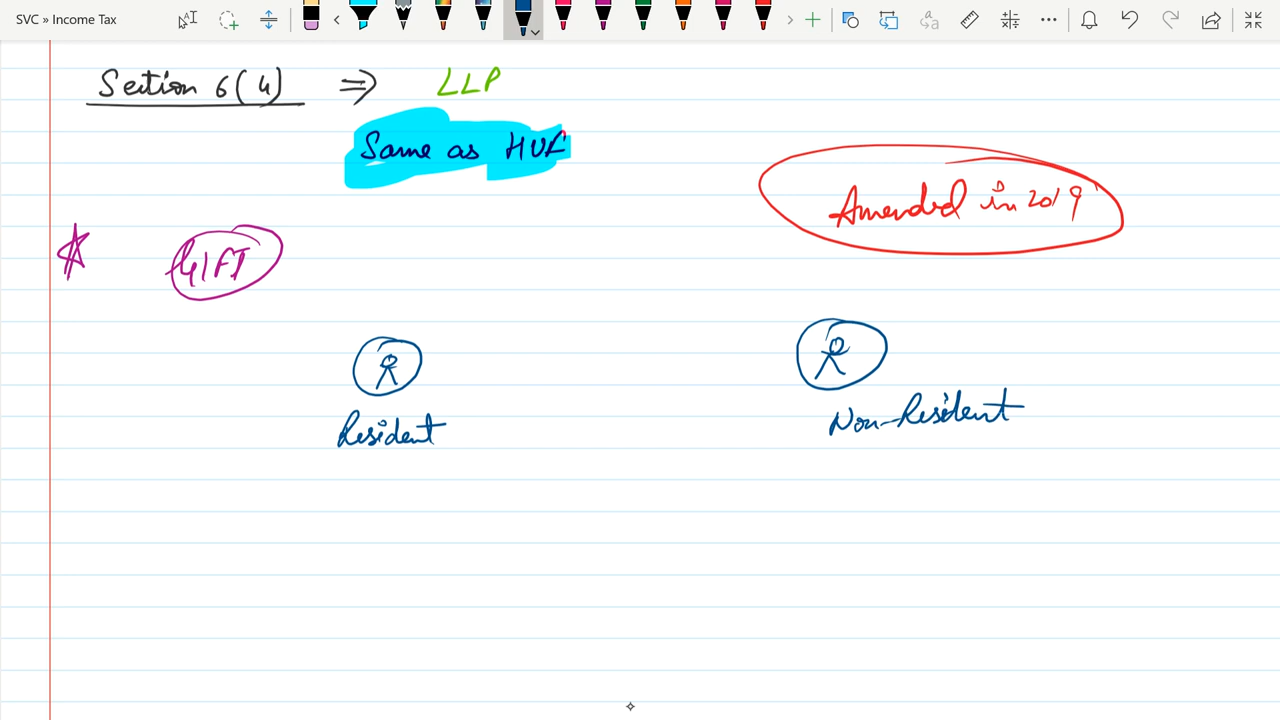 SVC » Income Tax
Section 6(4) ⇒ LLP
Same as HUF
Amended in 2019
GIFT
Resident
Non-Resident